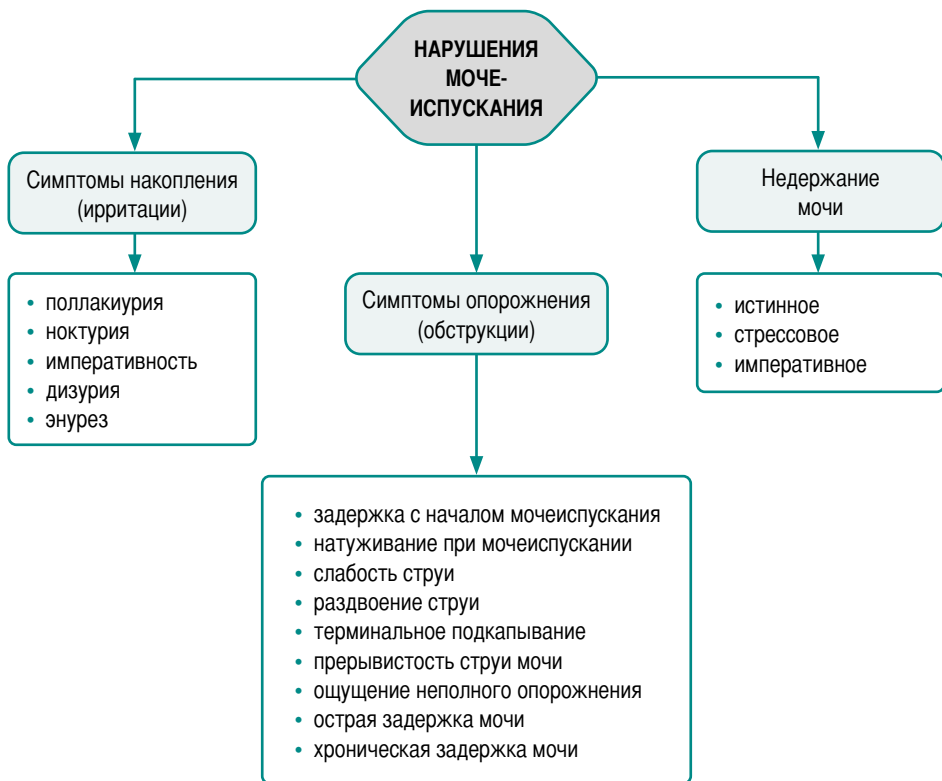 НАРУШЕНИЯ
МОЧЕ-
ИСПУСКАНИЯ
Симптомы накопления
(ирритации)
• поллакиурия
• ноктурия
• императивность
• дизурия
• энурез
Симптомы опорожнения
(обструкции)
• задержка с началом мочеиспускания
• натуживание при мочеиспускании
• слабость струи
• раздвоение струи
• терминальное подкапывание
• прерывистость струи мочи
• ощущение неполного опорожнения
• острая задержка мочи
• хроническая задержка мочи
Недержание
мочи
• истинное
• стрессовое
• императивное